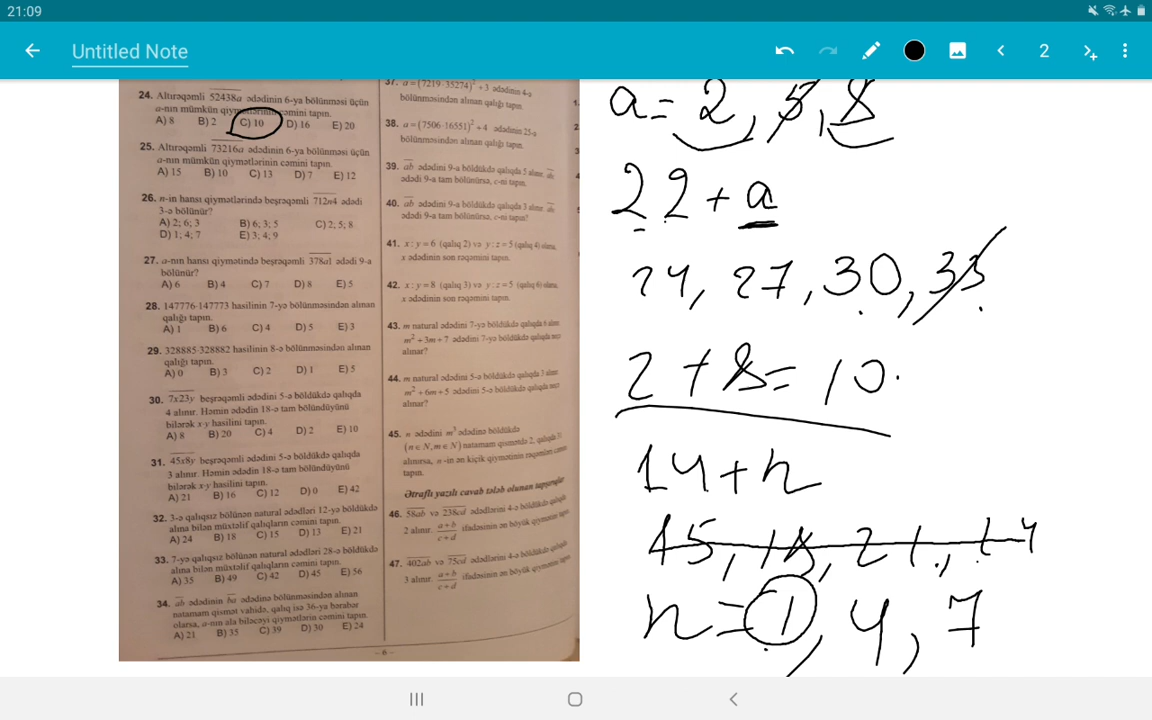 21:09
Untitled Note
2
24. Altırəqəmli 52438a ədədinin 6-ya bölünməsi üçün
a-nın mümkün cəmini tapın.
A) 8 B) 2 C) 10 D) 16 E) 20
25. Altırəqəmli 73216a ədədinin 6-ya bölünməsi üçün
a-nın mümkün qiymətlərinin cəmini tapın.
A) 15 B) 10 C) 13 D) 7 E) 12
26. n-in hansı qiymətlərində beşrəqəmli 712n4 ədədi
3-ə bölünür?
A) 2; 6; 3 B) 6; 3; 5 C) 2; 5; 8
D) 1; 4; 7 E) 3; 4; 9
27. a-nın hansı qiymətində beşrəqəmli 378a1 ədədi 9-a
bölünür?
A) 6 B) 4 C) 7 D) 8 E) 5
28. 147776·147773 hasilinin 7-yə bölünməsindən alınan
qalığı tapın.
A) 1 B) 6 C) 4 D) 5 E) 3
29. 328885·328882 hasilinin 8-ə bölünməsindən alınan
qalığı tapın.
A) 0 B) 3 C) 2 D) 1 E) 5
30. 7x23y beşrəqəmli ədədini 5-ə böldükdə qalıqda
4 alınır. Həmin ədədin 18-ə tam bölündüyünü
bilərək x·y hasilini tapın.
A) 8 B) 20 C) 4 D) 2 E) 10
31. 45x8y beşrəqəmli ədədini 5-ə böldükdə qalıqda
3 alınır. Həmin ədədin 18-ə tam bölündüyünü
bilərək x·y hasilini tapın.
A) 21 B) 16 C) 12 D) 0 E) 42
32. 3-ə qalıqsız bölünən natural ədədləri 12-yə böldükdə
alına bilən müxtəlif qalıqların cəmini tapın.
A) 24 B) 18 C) 15 D) 13 E) 21
33. 7-yə qalıqsız bölünən natural ədədləri 28-ə böldükdə
alına bilən müxtəlif qalıqların cəmini tapın.
A) 35 B) 49 C) 42 D) 45 E) 56
34. ab ədədinin ba ədədinə bölünməsindən alınan
natamam qismət vahidə, qalıq isə 36-ya bərabər
olarsa, a-nın ala biləcəyi qiymətlərin cəmini tapın.
A) 21 B) 35 C) 39 D) 30 E) 24
37. a=(7219·35274)² +3 ədədinin 4-ə
bölünməsindən alınan qalığı tapın.
38. a=(7506·16551)² +4 ədədinin 25-ə
bölünməsindən alınan qalığı tapın.
39. ab ədədini 9-a böldükdə qalıqda 5 alınır.
ədədi 9-a tam bölünürsə, c-ni tapın.
40. ab ədədini 9-a böldükdə qalıqda 3 alınır.
ədədi 9-a tam bölünürsə, c-ni tapın?
41. x : y = 6 (qalıq 2) və y : z = 5 (qalıq 4) olarsa,
x ədədinin son rəqəmini tapın.
42. x : y = 8 (qalıq 3) və y : z = 5 (qalıq 6) olarsa,
x ədədinin son rəqəmini tapın.
43. m natural ədədini 7-yə böldükdə qalıqda 6 alınır
m² + 3m + 7 ədədini 7-yə böldükdə qalıqda neçə
alınar?
44. m natural ədədini 5-ə böldükdə qalıqda 3 alınır
m² + 6m + 5 ədədini 5-ə böldükdə qalıqda neçə
alınar?
45. n ədədini m³ ədədinə böldükdə
(n ∈ N, m ∈ N) natamam qismətdə 2, qalıqda
alınırsa, n-in ən kiçik qiymətinin rəqəmləri cəmini
tapın.
Ətraflı yazılı cavab tələb olunan tapşırıqlar
46. 58ab və 236cd ədədlərini 4-ə böldükdə qalıqda
2 alınır. a+b/c+d ifadəsinin ən böyük qiymətini
47. 402ab və 75cd ədədlərini 4-ə böldükdə qalıqda
3 alınır. a+b/c+d ifadəsinin ən böyük qiymətini
– 6 –
a = 2, 5, 8
22 + a
24, 27, 30, 33
2 + 8 = 10
14 + n
15, 18, 21, 14
n = 1, 4, 7